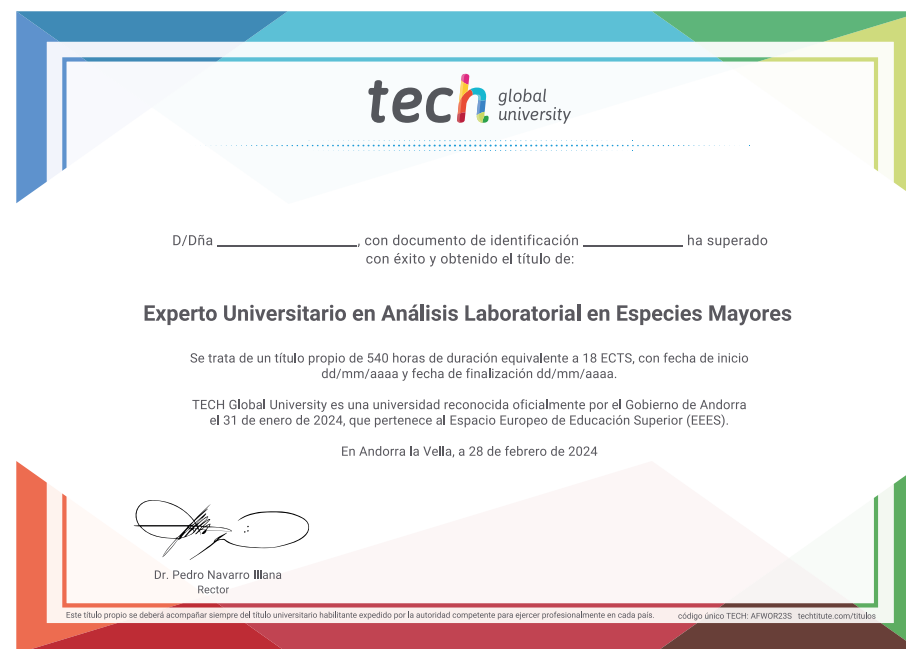 tech global university
D/Dña ____________________, con documento de identificación ______________ ha superado
con éxito y obtenido el título de:
Experto Universitario en Análisis Laboratorial en Especies Mayores
Se trata de un título propio de 540 horas de duración equivalente a 18 ECTS, con fecha de inicio
dd/mm/aaaa y fecha de finalización dd/mm/aaaa.
TECH Global University es una universidad reconocida oficialmente por el Gobierno de Andorra
el 31 de enero de 2024, que pertenece al Espacio Europeo de Educación Superior (EEES).
En Andorra la Vella, a 28 de febrero de 2024
Dr. Pedro Navarro Illana
Rector
Este título propio se deberá acompañar siempre del título universitario habilitante expedido por la autoridad competente para ejercer profesionalmente en cada país.
código único TECH: AFWOR23S techtitute.com/titulos